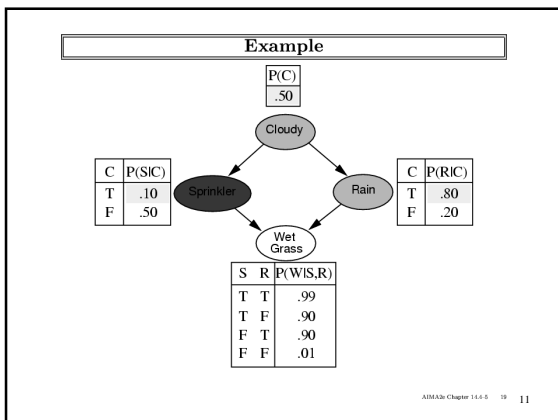 Example
P(C)
.50
Cloudy
C P(S|C)
T .10
F .50
Sprinkler
Rain
C P(R|C)
T .80
F .20
Wet
Grass
S R P(W|S,R)
T T .99
T F .90
F T .90
F F .01
AIMA2e Chapter 14.4-5 19 11